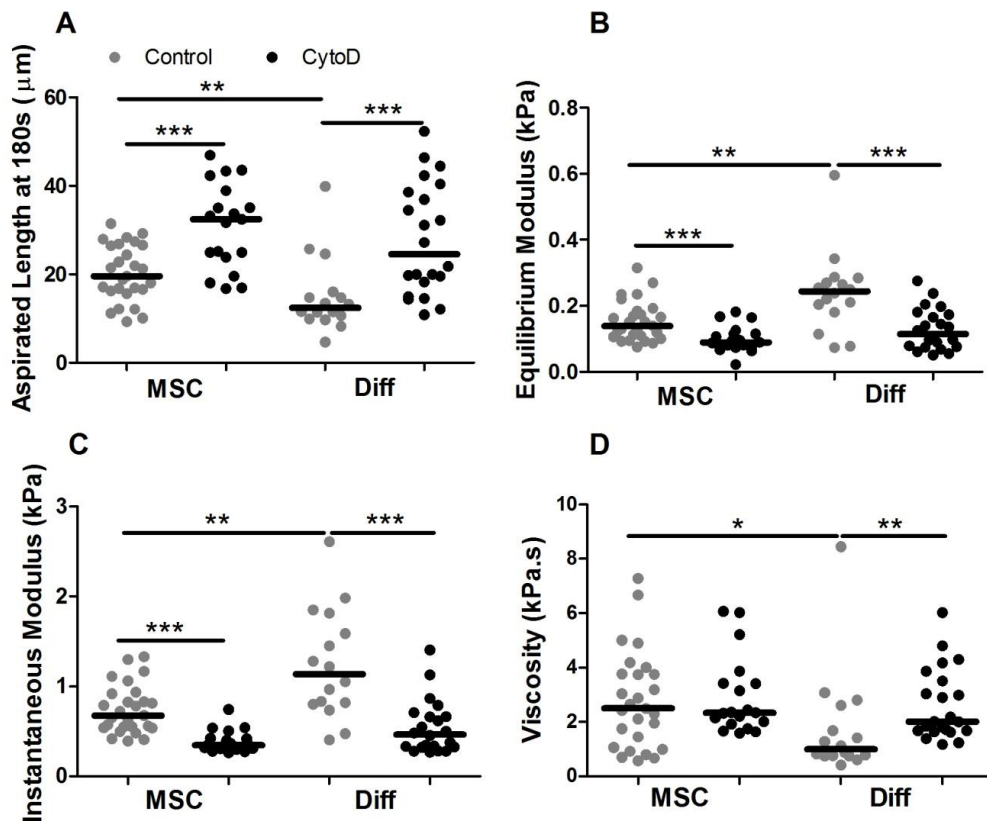 A
Control CytoD
Aspirated Length at 180s (μm)
60
40
20
0
**
***
***
MSC Diff
B
Equilibrium Modulus (kPa)
0.8
0.6
0.4
0.2
0.0
**
***
***
MSC Diff
C
Instantaneous Modulus (kPa)
3
2
1
0
**
***
***
MSC Diff
D
Viscosity (kPa.s)
10
8
6
4
2
0
*
**
MSC Diff